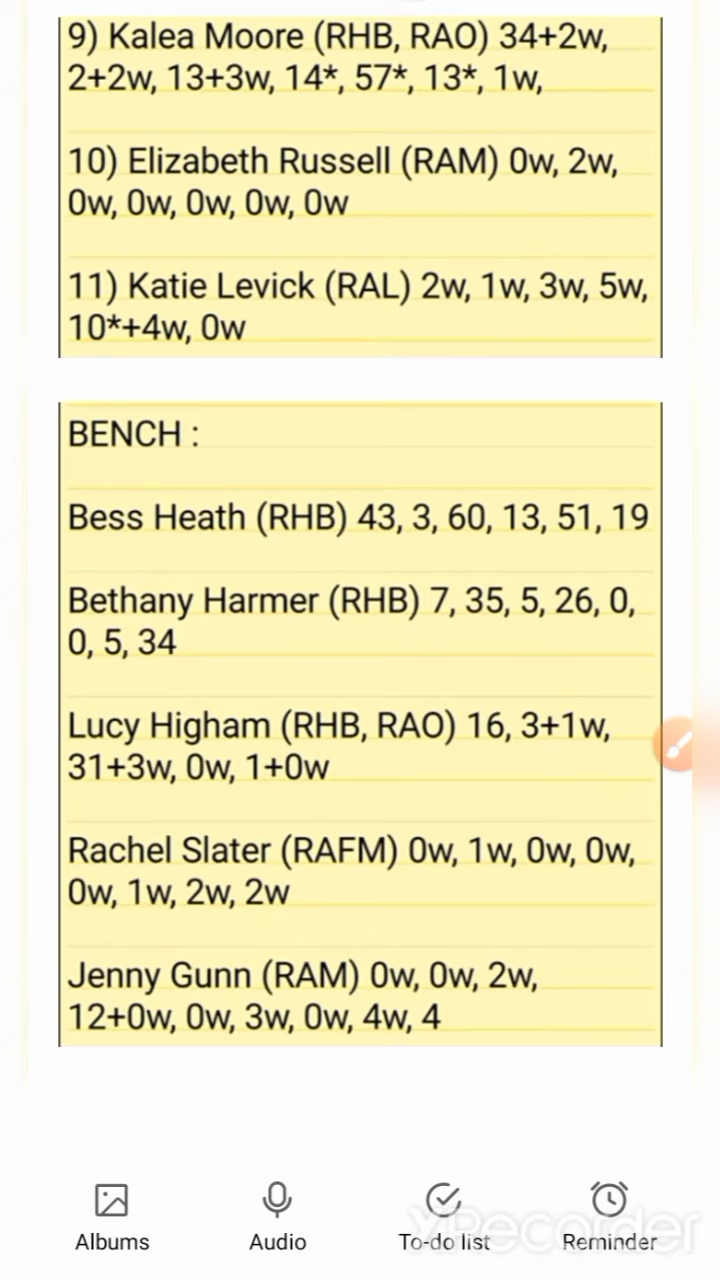 9) Kalea Moore (RHB, RAO) 34+2w,
2+2w, 13+3w, 14*, 57*, 13*, 1w,
10) Elizabeth Russell (RAM) 0w, 2w,
0w, 0w, 0w, 0w, 0w
11) Katie Levick (RAL) 2w, 1w, 3w, 5w,
10*+4w, 0w
BENCH :
Bess Heath (RHB) 43, 3, 60, 13, 51, 19
Bethany Harmer (RHB) 7, 35, 5, 26, 0,
0, 5, 34
Lucy Higham (RHB, RAO) 16, 3+1w,
31+3w, 0w, 1+0w
Rachel Slater (RAFM) 0w, 1w, 0w, 0w,
0w, 1w, 2w, 2w
Jenny Gunn (RAM) 0w, 0w, 2w,
12+0w, 0w, 3w, 0w, 4w, 4
Albums Audio To-do list Reminder
XRecorder